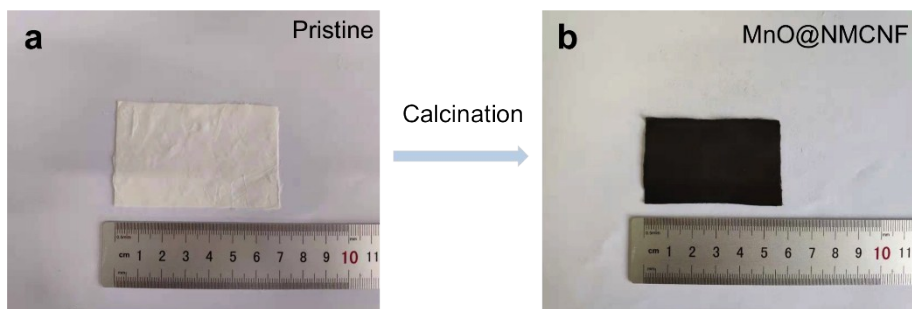 a
Pristine
cm 1 2 3 4 5 6 7 8 9 10 11
Calcination
b
MnO@NMCNF
cm 1 2 3 4 5 6 7 8 9 10 11